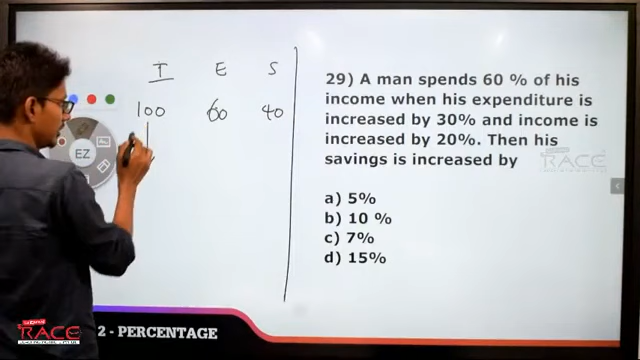 I E S
100 60 40
EZ
29) A man spends 60 % of his
income when his expenditure is
increased by 30% and income is
increased by 20%. Then his
savings is increased by
RACE
a) 5%
b) 10 %
c) 7%
d) 15%
RACE
2 - PERCENTAGE